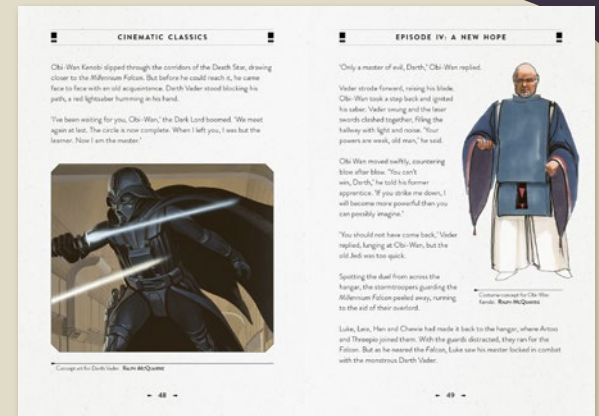 CINEMATIC CLASSICS
Obi-Wan Kenobi slipped through the corridors of the Death Star, drawing
closer to the Millennium Falcon. But before he could reach it, he came
face to face with an old acquaintance. Darth Vader stood blocking his
path, a red lightsaber humming in his hand.
'I've been waiting for you, Obi-Wan,' the Dark Lord boomed. 'We meet
again at last. The circle is now complete. When I left you, I was but the
learner. Now I am the master.'
Concept art for Darth Vader. RALPH MCQUARRIE
48
EPISODE IV: A NEW HOPE
'Only a master of evil, Darth,' Obi-Wan replied.
Vader strode forward, raising his blade.
Obi-Wan took a step back and ignited
his saber. Vader swung and the laser
swords clashed together, filling the
hallway with light and noise. 'Your
powers are weak, old man,' he said.
Obi Wan moved swiftly, countering
blow after blow. 'You can't
win, Darth,' he told his former
apprentice. 'If you strike me down, I
will become more powerful than you
can possibly imagine.'
'You should not have come back,' Vader
replied, lunging at Obi-Wan, but the
old Jedi was too quick.
Spotting the duel from across the
hangar, the stormtroopers guarding the
Millennium Falcon peeled away, running
to the aid of their overlord.
Costume concept for Obi-Wan
Kenobi. RALPH MCQUARRIE
Luke, Leia, Han and Chewie had made it back to the hangar, where Artoo
and Threepio joined them. With the guards distracted, they ran for the
Falcon. But as he neared the Falcon, Luke saw his master locked in combat
with the monstrous Darth Vader.
49